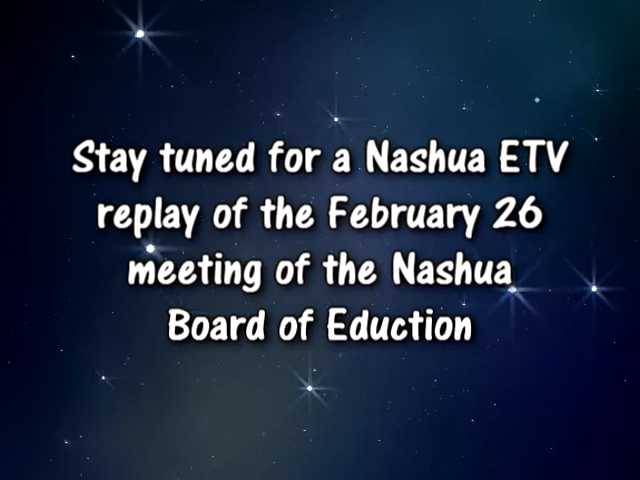 Stay tuned for a Nashua ETV
replay of the February 26
meeting of the Nashua
Board of Eduction